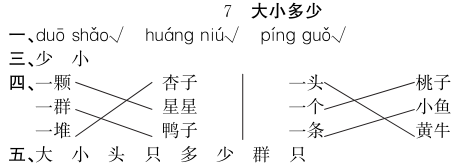 7 大小多少
一、duō shǎo√ huáng niú√ píng guǒ√
三、少 小
四、一颗 杏子 一头 桃子
一群 星星 一个 小鱼
一堆 鸭子 一条 黄牛
五、大 小 头 只 多 少 群 只